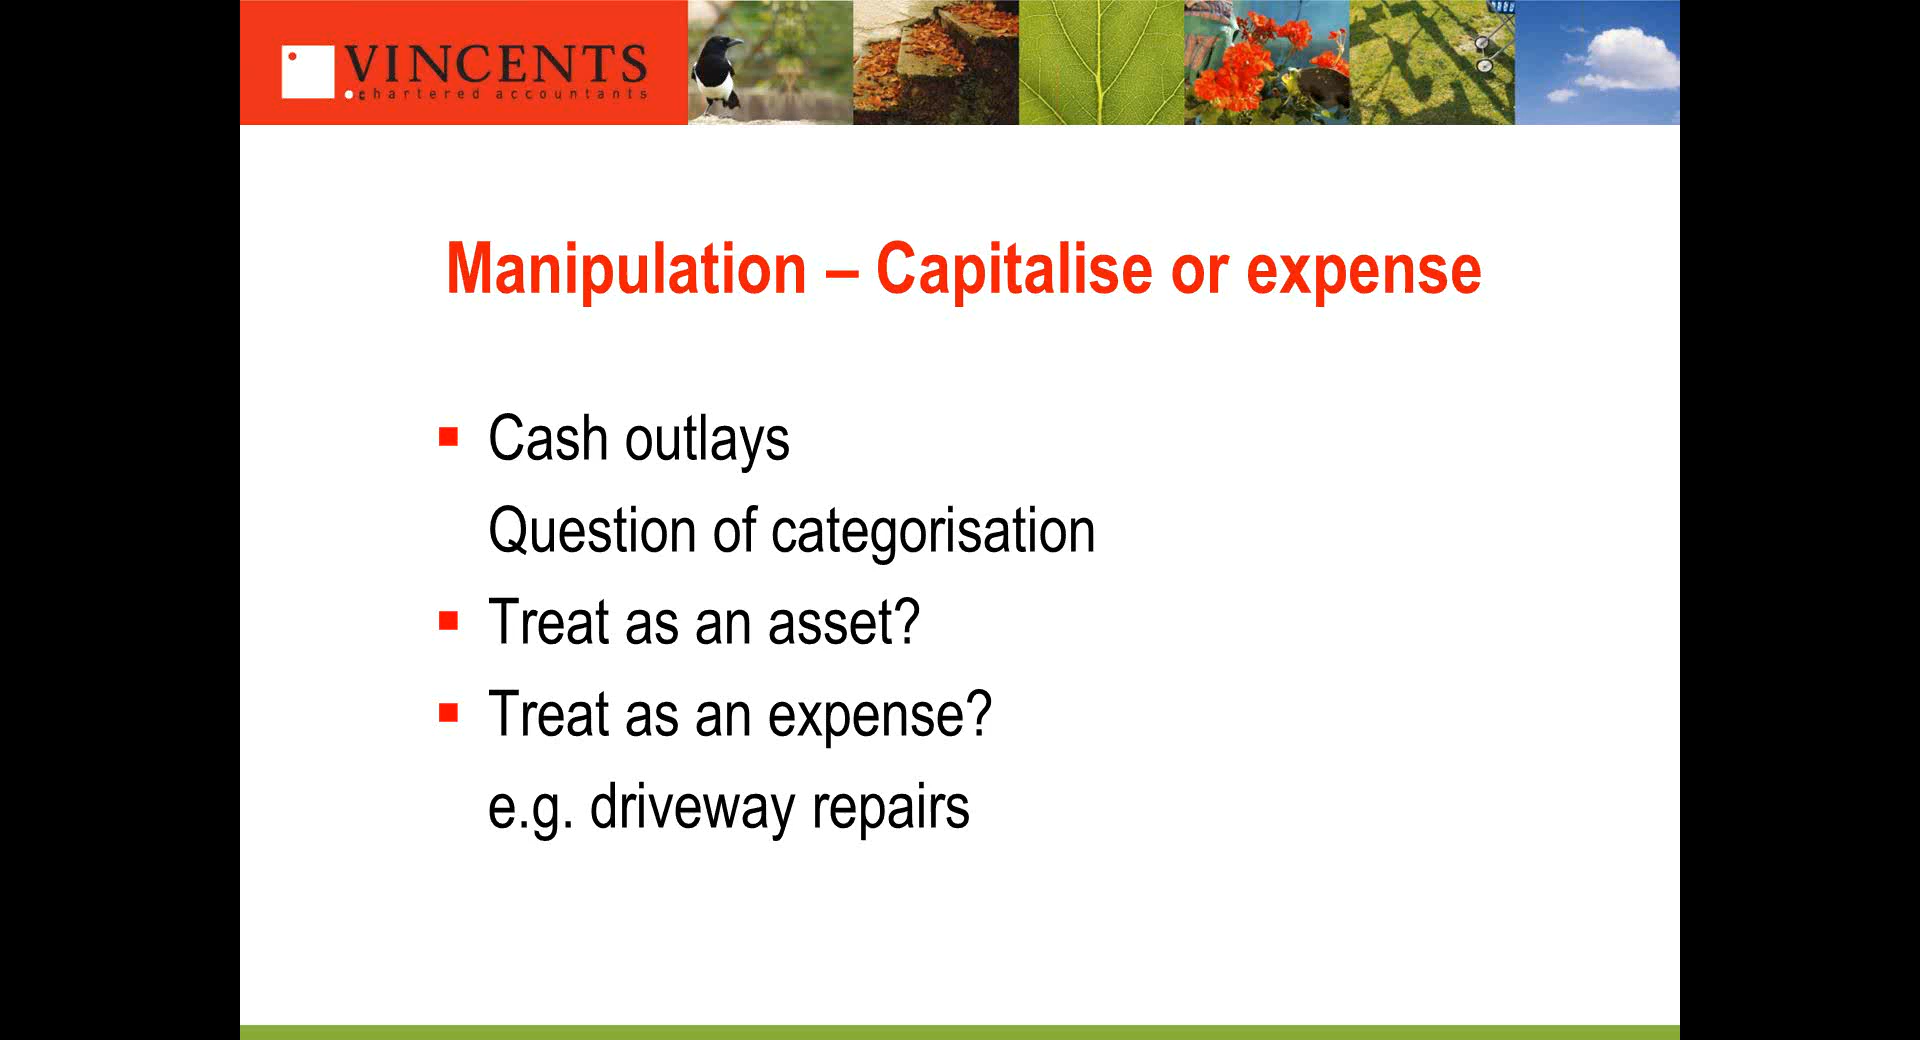 VINCENTS
chartered accountants
Manipulation – Capitalise or expense
Cash outlays
Question of categorisation
Treat as an asset?
Treat as an expense?
e.g. driveway repairs